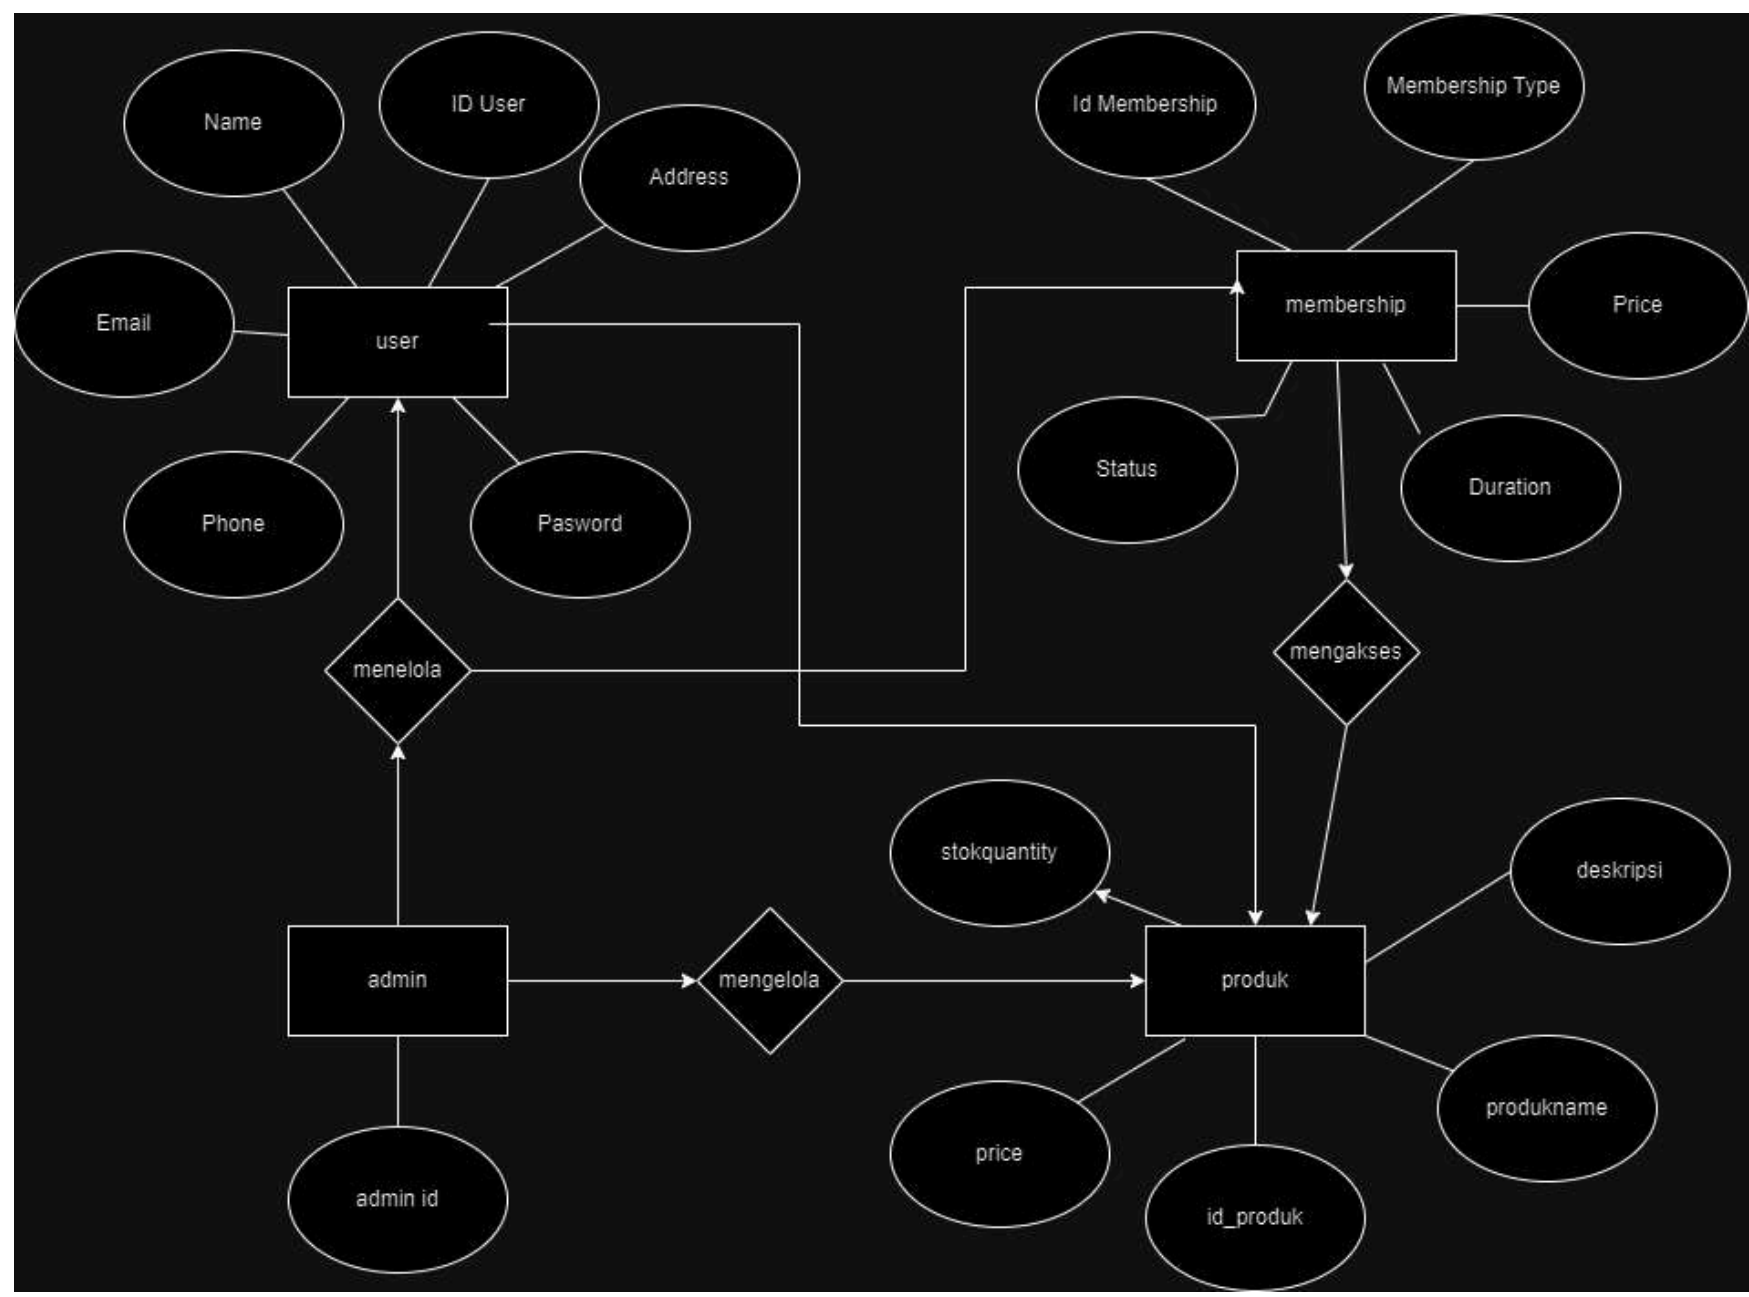 Membership Type
ID User
Id Membership
Name
Address
Price
Email
user
membership
Status
Duration
Phone
Pasword
menelola
mengakses
stokquantity
deskripsi
admin
mengelola
produk
produkname
price
admin id
id_produk